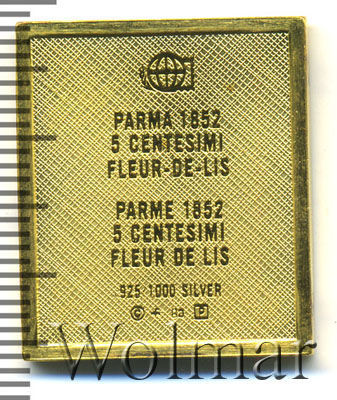 PARMA 1852
5 CENTESIMI
FLEUR-DE-LIS
PARME 1852
5 CENTESIMI
FLEUR DE LIS
925 1000 SILVER
Wolmar